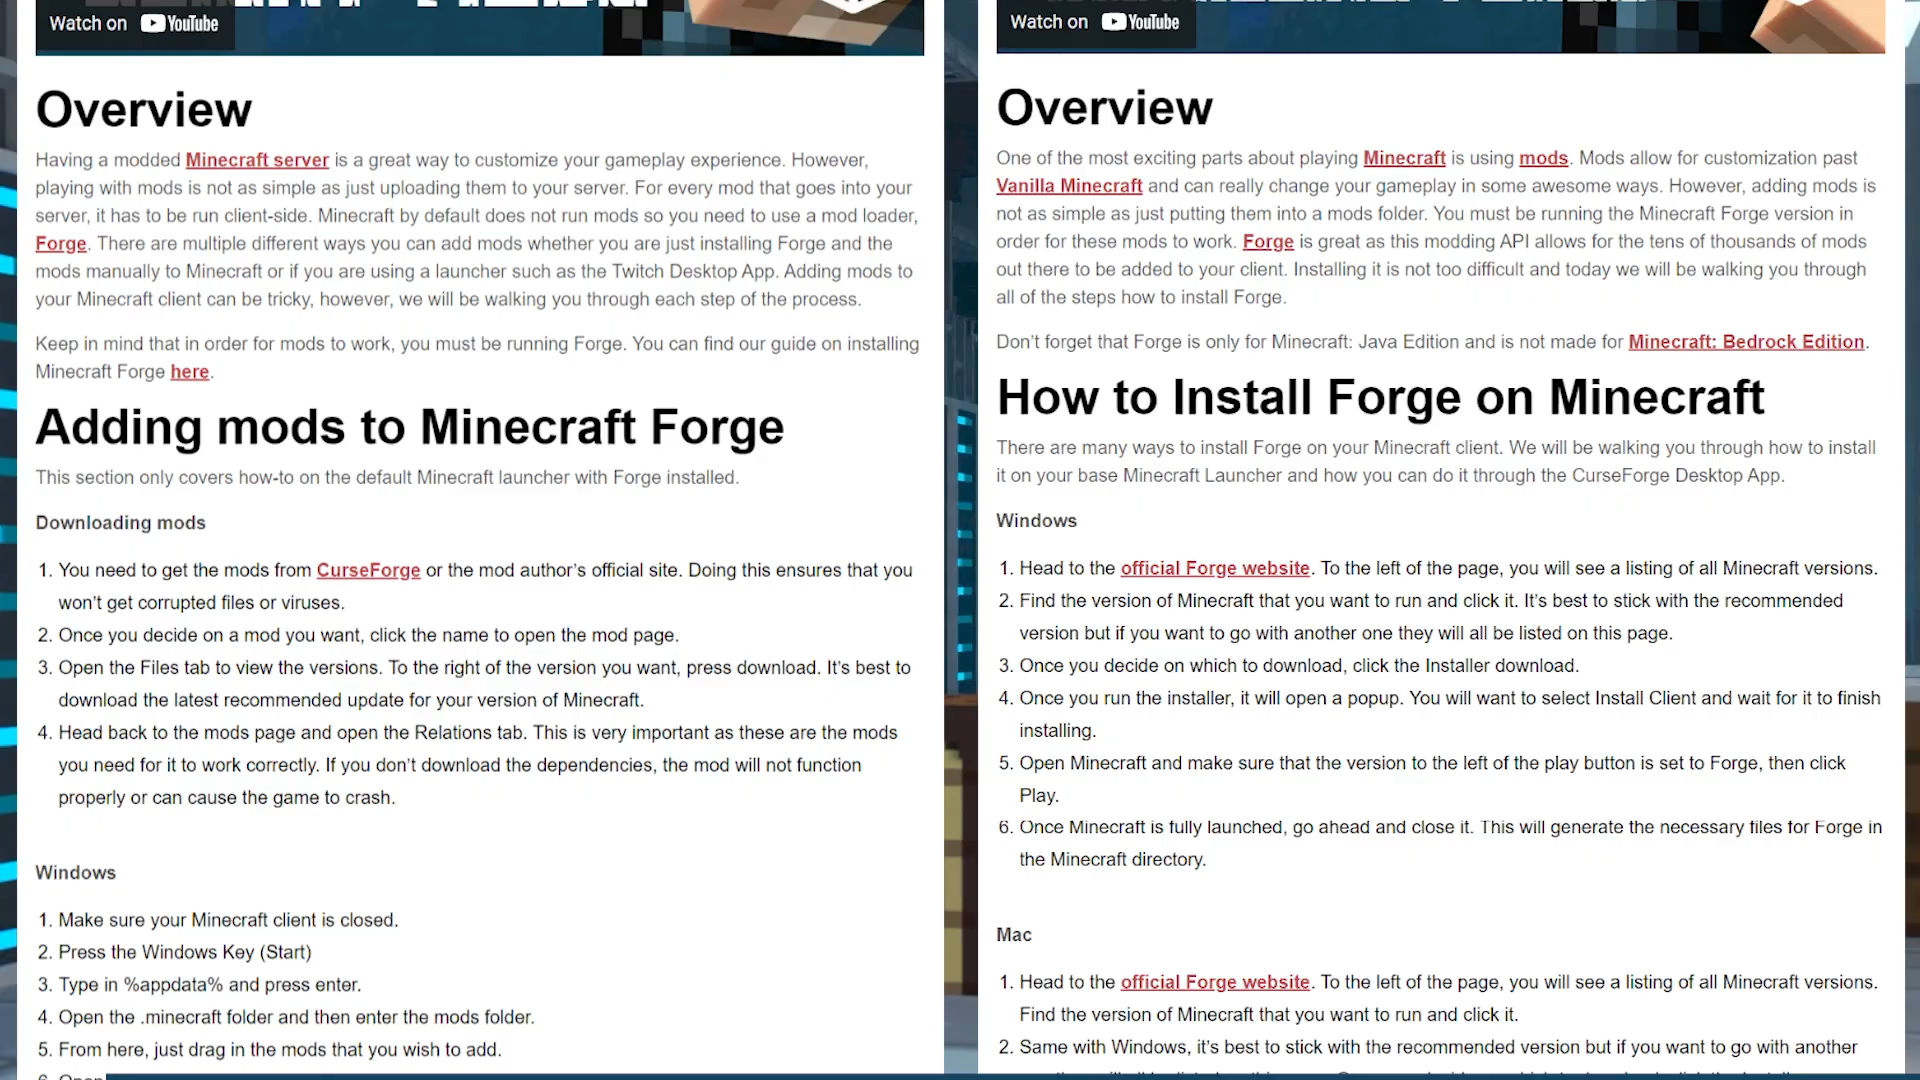 Watch on YouTube
Overview
Having a modded Minecraft server is a great way to customize your gameplay experience. However,
playing with mods is not as simple as just uploading them to your server. For every mod that goes into your
server, it has to be run client-side. Minecraft by default does not run mods so you need to use a mod loader,
Forge. There are multiple different ways you can add mods whether you are just installing Forge and the
mods manually to Minecraft or if you are using a launcher such as the Twitch Desktop App. Adding mods to
your Minecraft client can be tricky, however, we will be walking you through each step of the process.
Keep in mind that in order for mods to work, you must be running Forge. You can find our guide on installing
Minecraft Forge here.
Adding mods to Minecraft Forge
This section only covers how-to on the default Minecraft launcher with Forge installed.
Downloading mods
1. You need to get the mods from CurseForge or the mod author’s official site. Doing this ensures that you
won’t get corrupted files or viruses.
2. Once you decide on a mod you want, click the name to open the mod page.
3. Open the Files tab to view the versions. To the right of the version you want, press download. It’s best to
download the latest recommended update for your version of Minecraft.
4. Head back to the mods page and open the Relations tab. This is very important as these are the mods
you need for it to work correctly. If you don’t download the dependencies, the mod will not function
properly or can cause the game to crash.
Windows
1. Make sure your Minecraft client is closed.
2. Press the Windows Key (Start)
3. Type in %appdata% and press enter.
4. Open the .minecraft folder and then enter the mods folder.
5. From here, just drag in the mods that you wish to add.
Watch on YouTube
Overview
One of the most exciting parts about playing Minecraft is using mods. Mods allow for customization past
Vanilla Minecraft and can really change your gameplay in some awesome ways. However, adding mods is
not as simple as just putting them into a mods folder. You must be running the Minecraft Forge version in
order for these mods to work. Forge is great as this modding API allows for the tens of thousands of mods
out there to be added to your client. Installing it is not too difficult and today we will be walking you through
all of the steps how to install Forge.
Don’t forget that Forge is only for Minecraft: Java Edition and is not made for Minecraft: Bedrock Edition.
How to Install Forge on Minecraft
There are many ways to install Forge on your Minecraft client. We will be walking you through how to install
it on your base Minecraft Launcher and how you can do it through the CurseForge Desktop App.
Windows
1. Head to the official Forge website. To the left of the page, you will see a listing of all Minecraft versions.
2. Find the version of Minecraft that you want to run and click it. It’s best to stick with the recommended
version but if you want to go with another one they will all be listed on this page.
3. Once you decide on which to download, click the Installer download.
4. Once you run the installer, it will open a popup. You will want to select Install Client and wait for it to finish
installing.
5. Open Minecraft and make sure that the version to the left of the play button is set to Forge, then click
Play.
6. Once Minecraft is fully launched, go ahead and close it. This will generate the necessary files for Forge in
the Minecraft directory.
Mac
1. Head to the official Forge website. To the left of the page, you will see a listing of all Minecraft versions.
Find the version of Minecraft that you want to run and click it.
2. Same with Windows, it’s best to stick with the recommended version but if you want to go with another